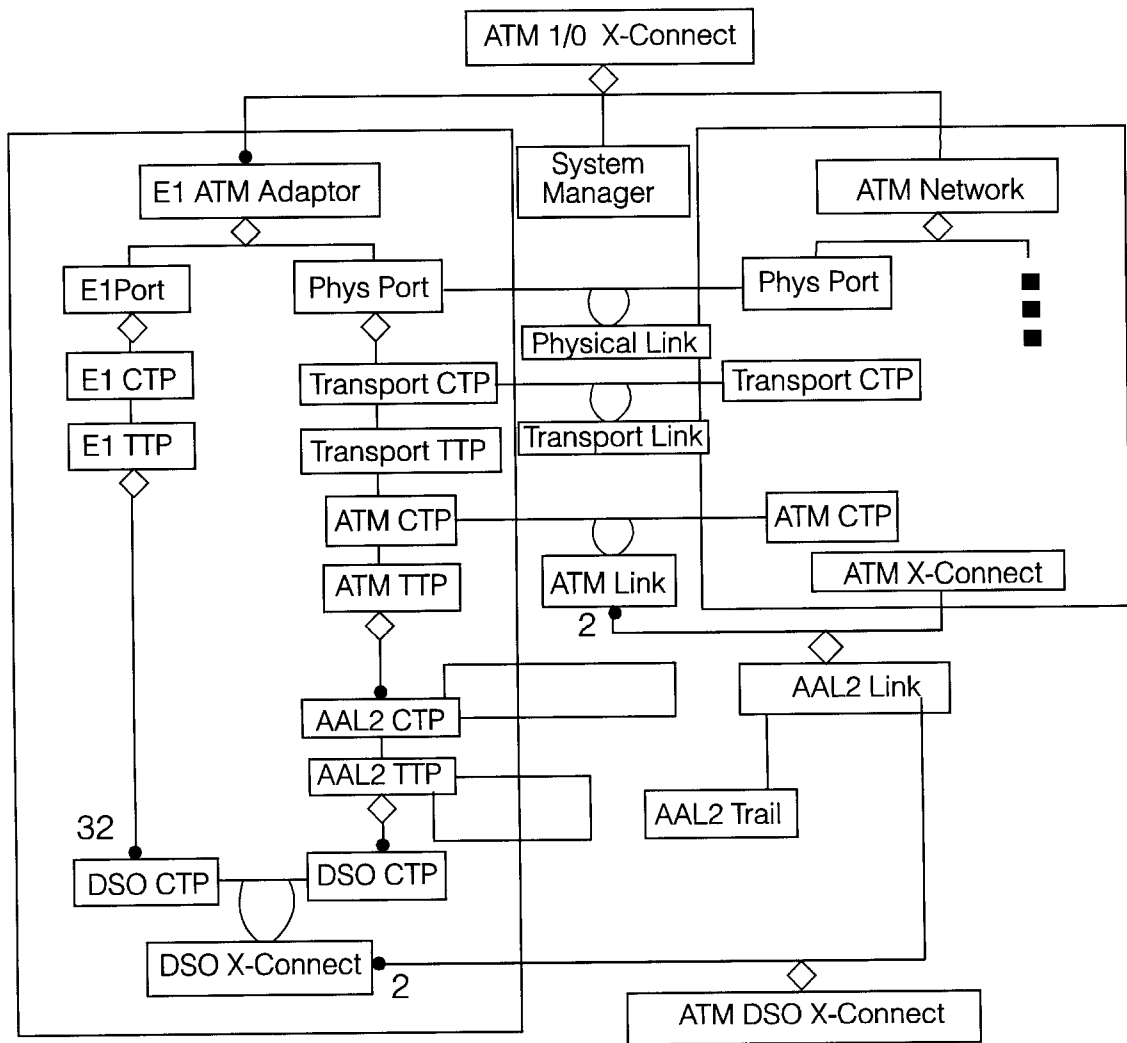 ATM 1/0 X-Connect
E1 ATM Adaptor
System
Manager
ATM Network
E1Port
Phys Port
Phys Port
Physical Link
E1 CTP
Transport CTP
Transport CTP
E1 TTP
Transport TTP
Transport Link
ATM CTP
ATM CTP
ATM TTP
ATM Link
ATM X-Connect
2
AAL2 CTP
AAL2 Link
AAL2 TTP
AAL2 Trail
32
DSO CTP
DSO CTP
DSO X-Connect
2
ATM DSO X-Connect